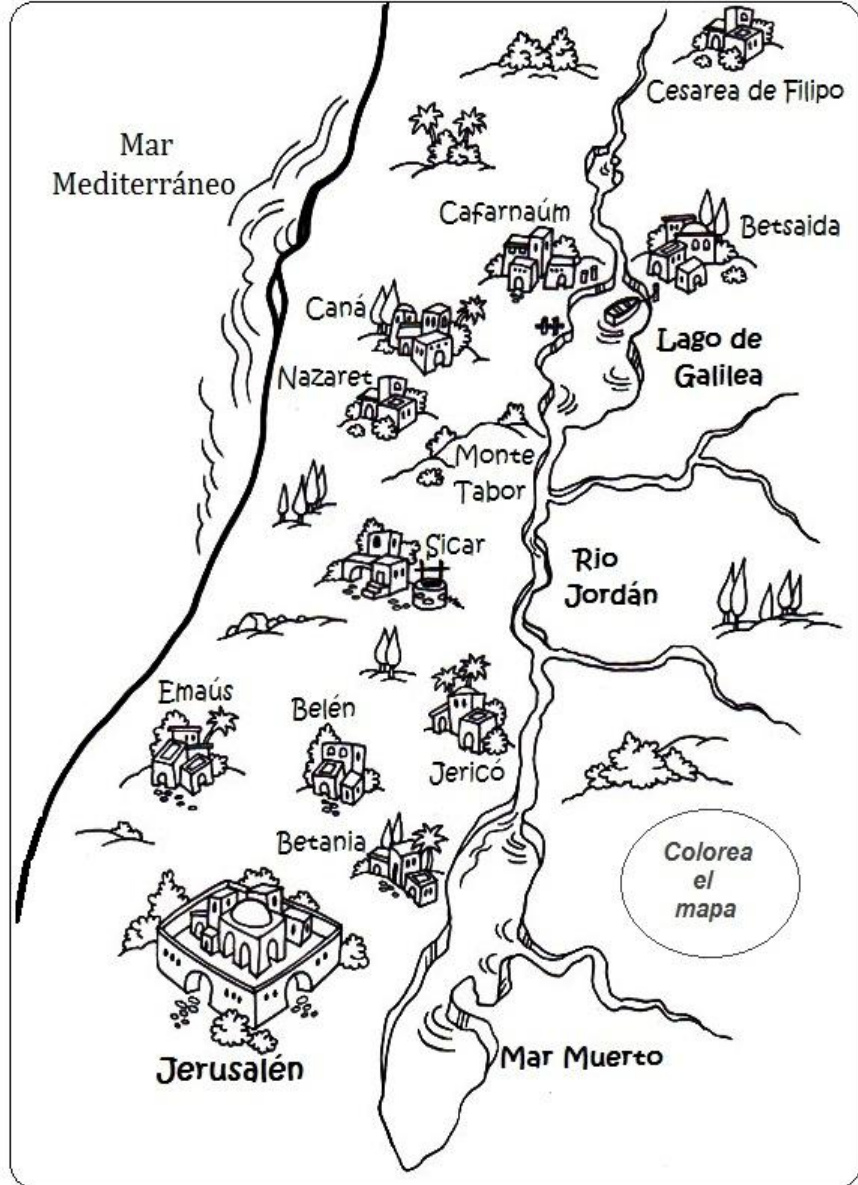 Cesarea de Filipo
Mar
Mediterráneo
Cafarnaúm
Betsaida
Caná
Lago de
Galilea
Nazaret
Monte
Tabor
Sicar
Rio
Jordán
Emaús
Belén
Jericó
Betania
Colorea
el
mapa
Jerusalén
Mar Muerto